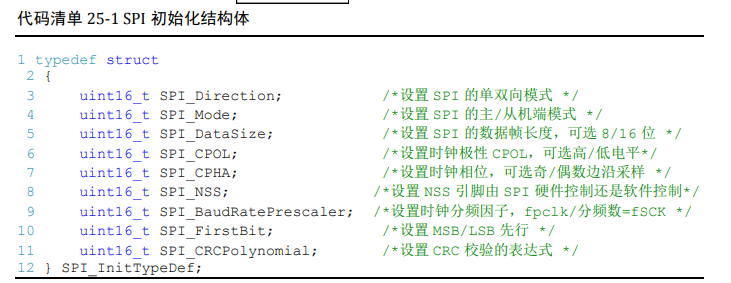 代码清单 25-1 SPI 初始化结构体
1 typedef struct
2 {
3 uint16_t SPI_Direction; /*设置 SPI 的单双向模式 */
4 uint16_t SPI_Mode; /*设置 SPI 的主/从机端模式 */
5 uint16_t SPI_DataSize; /*设置 SPI 的数据帧长度，可选 8/16 位 */
6 uint16_t SPI_CPOL; /*设置时钟极性 CPOL，可选高/低电平*/
7 uint16_t SPI_CPHA; /*设置时钟相位，可选奇/偶数边沿采样 */
8 uint16_t SPI_NSS; /*设置 NSS 引脚由 SPI 硬件控制还是软件控制*/
9 uint16_t SPI_BaudRatePrescaler; /*设置时钟分频因子，fpclk/分频数=fSCK */
10 uint16_t SPI_FirstBit; /*设置 MSB/LSB 先行 */
11 uint16_t SPI_CRCPolynomial; /*设置 CRC 校验的表达式 */
12 } SPI_InitTypeDef;